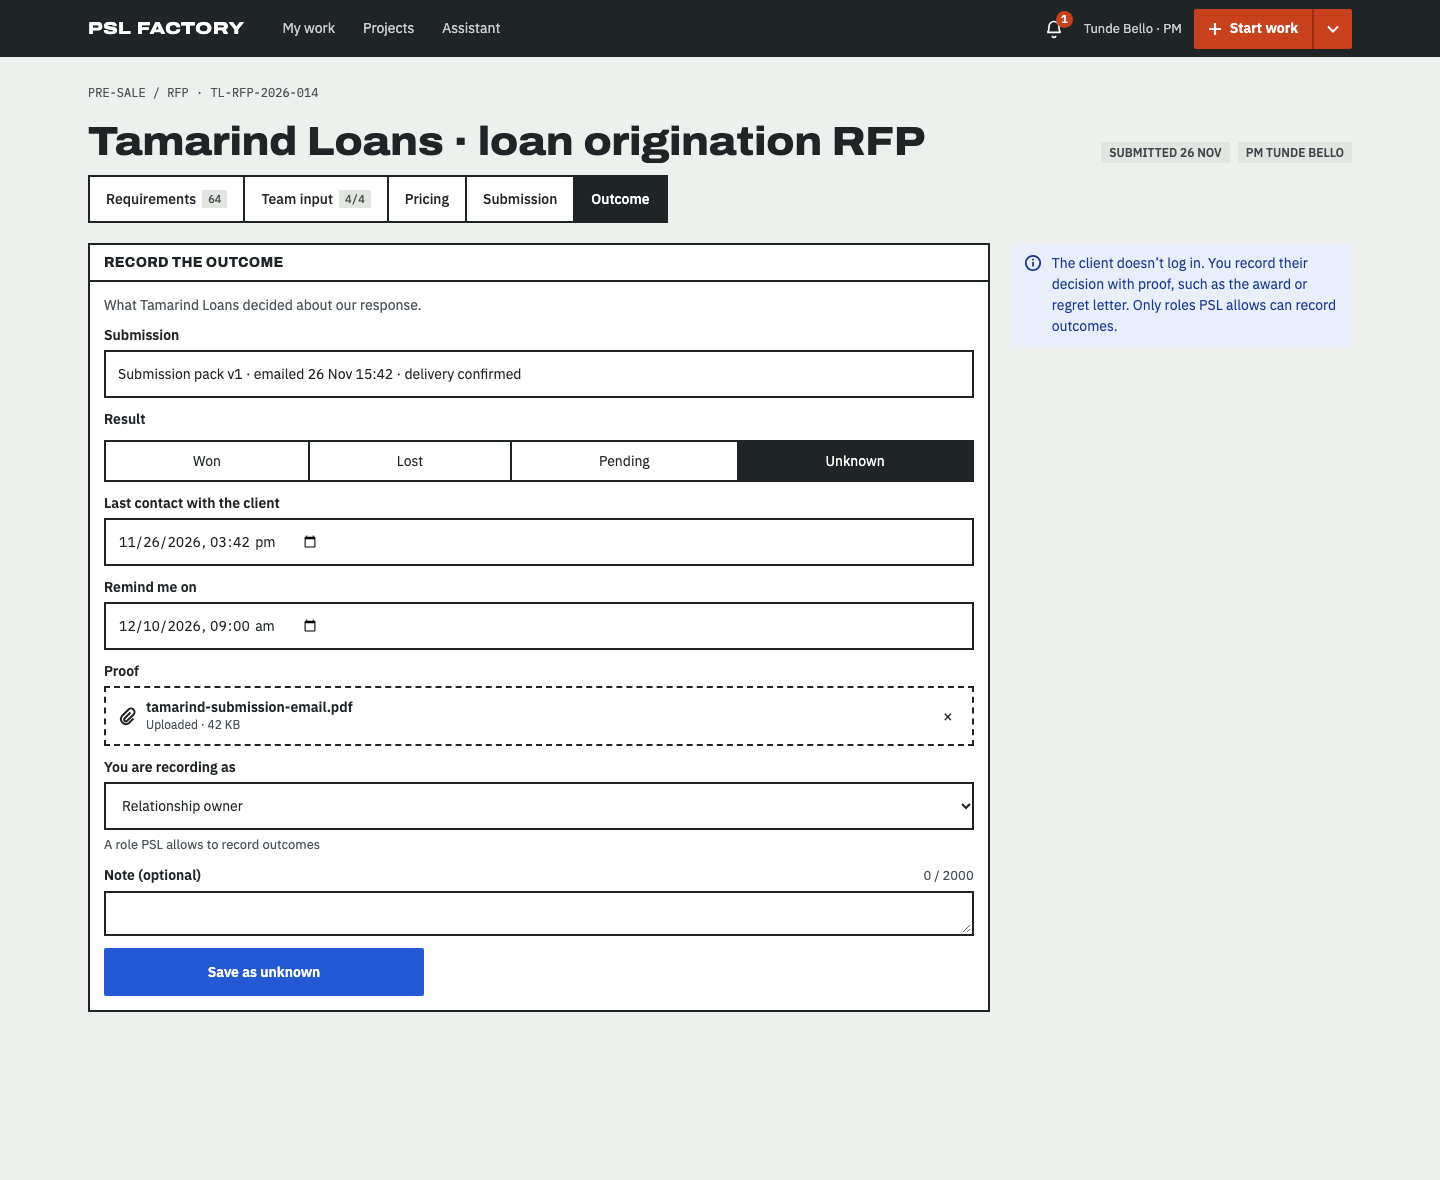 PSL FACTORY
My work
Projects
Assistant
1
Tunde Bello · PM
Start work
PRE-SALE / RFP · TL-RFP-2026-014
Tamarind Loans · loan origination RFP
SUBMITTED 26 NOV
PM TUNDE BELLO
Requirements 64
Team input 4/4
Pricing
Submission
Outcome
RECORD THE OUTCOME
What Tamarind Loans decided about our response.
Submission
Submission pack v1 · emailed 26 Nov 15:42 · delivery confirmed
Result
Won
Lost
Pending
Unknown
Last contact with the client
11/26/2026, 03:42 pm
Remind me on
12/10/2026, 09:00 am
Proof
tamarind-submission-email.pdf
Uploaded · 42 KB
×
You are recording as
Relationship owner
A role PSL allows to record outcomes
Note (optional)
0 / 2000
Save as unknown
The client doesn’t log in. You record their
decision with proof, such as the award or
regret letter. Only roles PSL allows can record
outcomes.